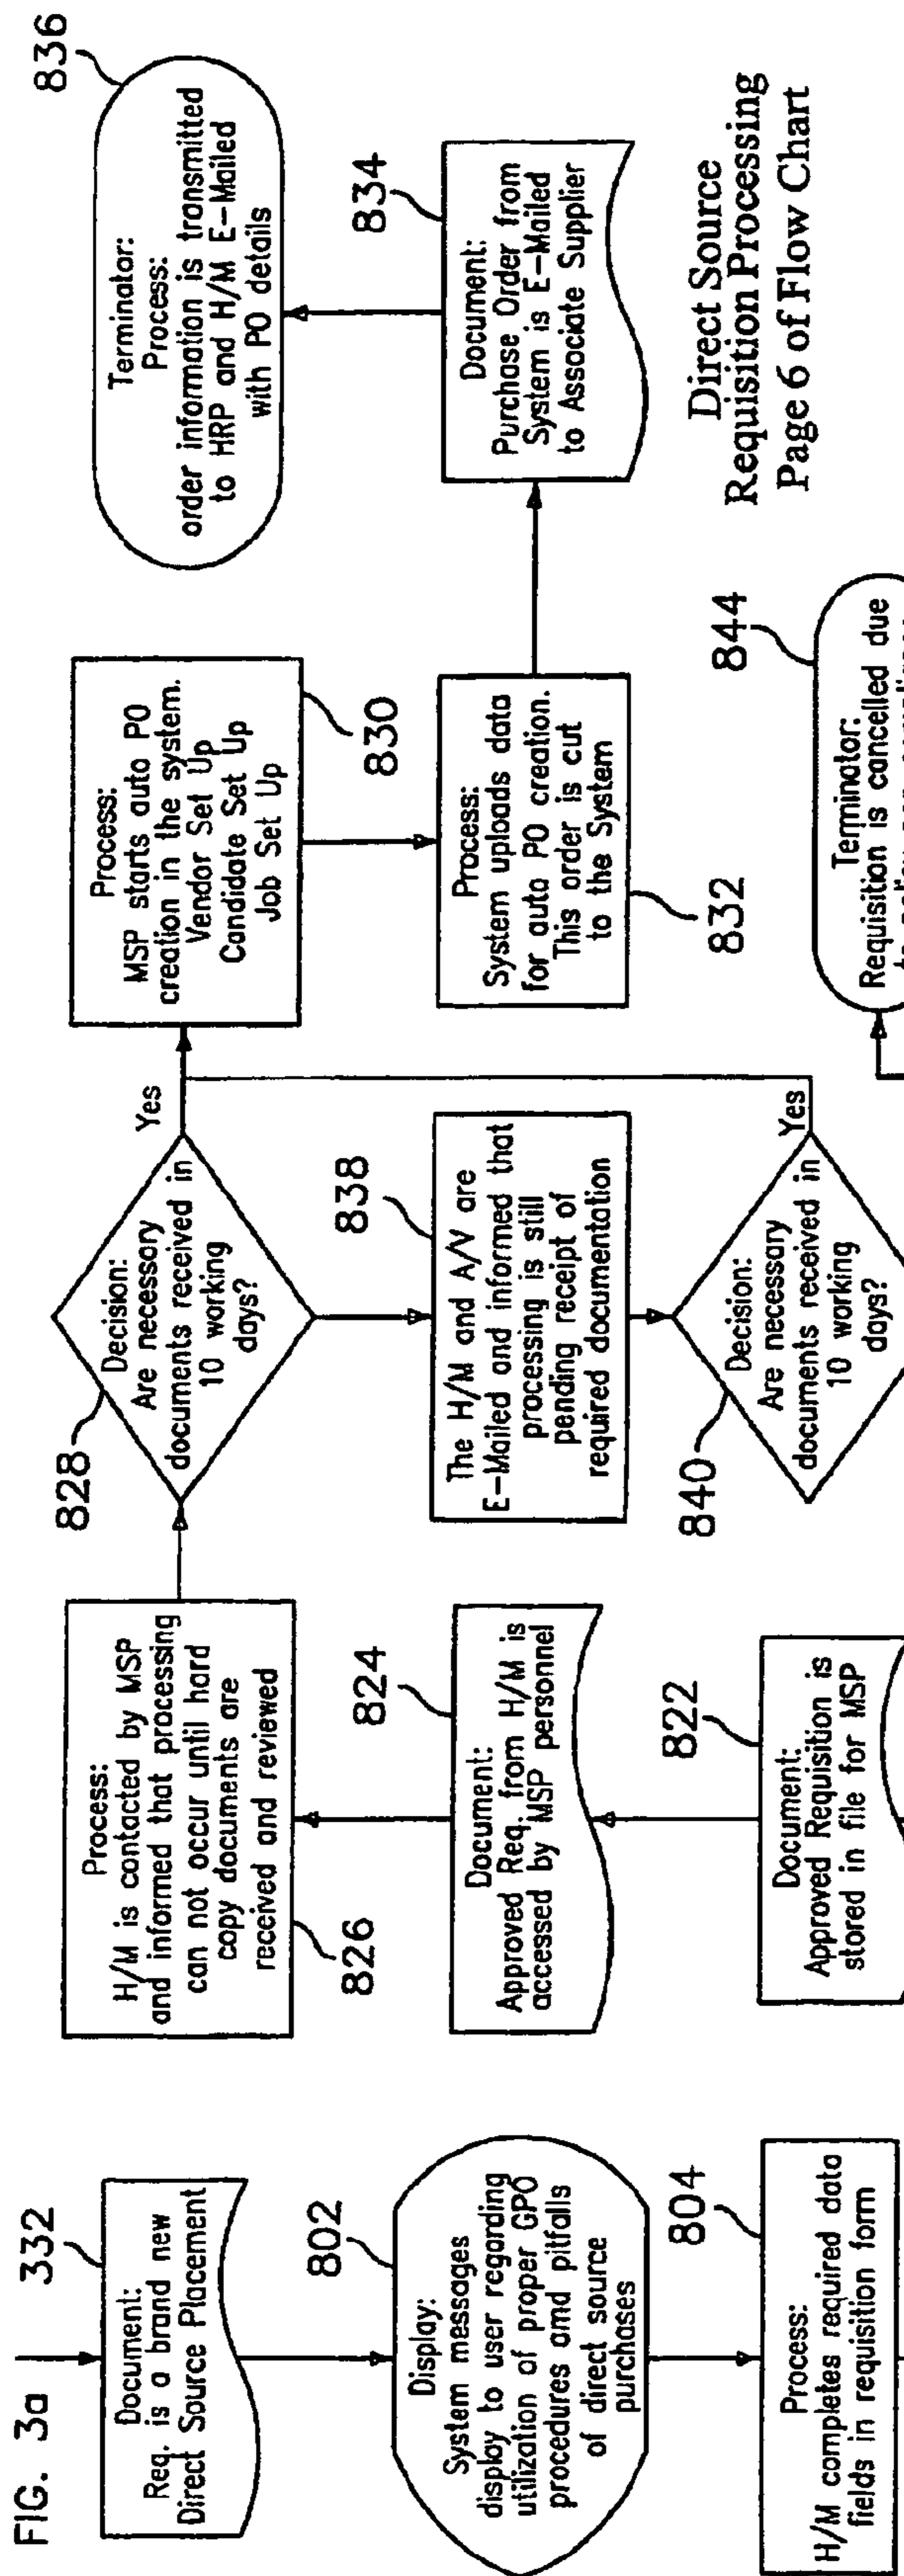 FIG. 3a
332
Document:
Req. is a brand new
Direct Source Placement
802
Display:
System messages
display to user regarding
utilization of proper GPO
procedures amd pitfalls
of direct source
purchases
804
Process:
H/M completes required data
fields in requisition form
Process:
H/M is contacted by MSP
and informed that processing
can not occur until hard
copy documents are
received and reviewed
826
824
Document:
Approved Req. from H/M is
accessed by MSP personnel
822
Document:
Approved Requisition is
stored in file for MSP
828
Decision:
Are necessary
documents received in
10 working
days?
Yes
838
The H/M and A/V are
E-Mailed and informed that
processing is still
pending receipt of
required documentation
840
Decision:
Are necessary
documents received in
10 working
days?
Yes
Process:
MSP starts auto PO
creation in the system.
Vendor Set Up
Candidate Set Up
Job Set Up
830
Process:
System uploads data
for auto PO creation.
This order is cut
to the System
832
844
Terminator:
Requisition is cancelled due
836
Terminator:
Process:
order information is transmitted
to HRP and H/M E-Mailed
with PO details
834
Document:
Purchase Order from
System is E-Mailed
to Associate Supplier
Direct Source
Requisition Processing
Page 6 of Flow Chart